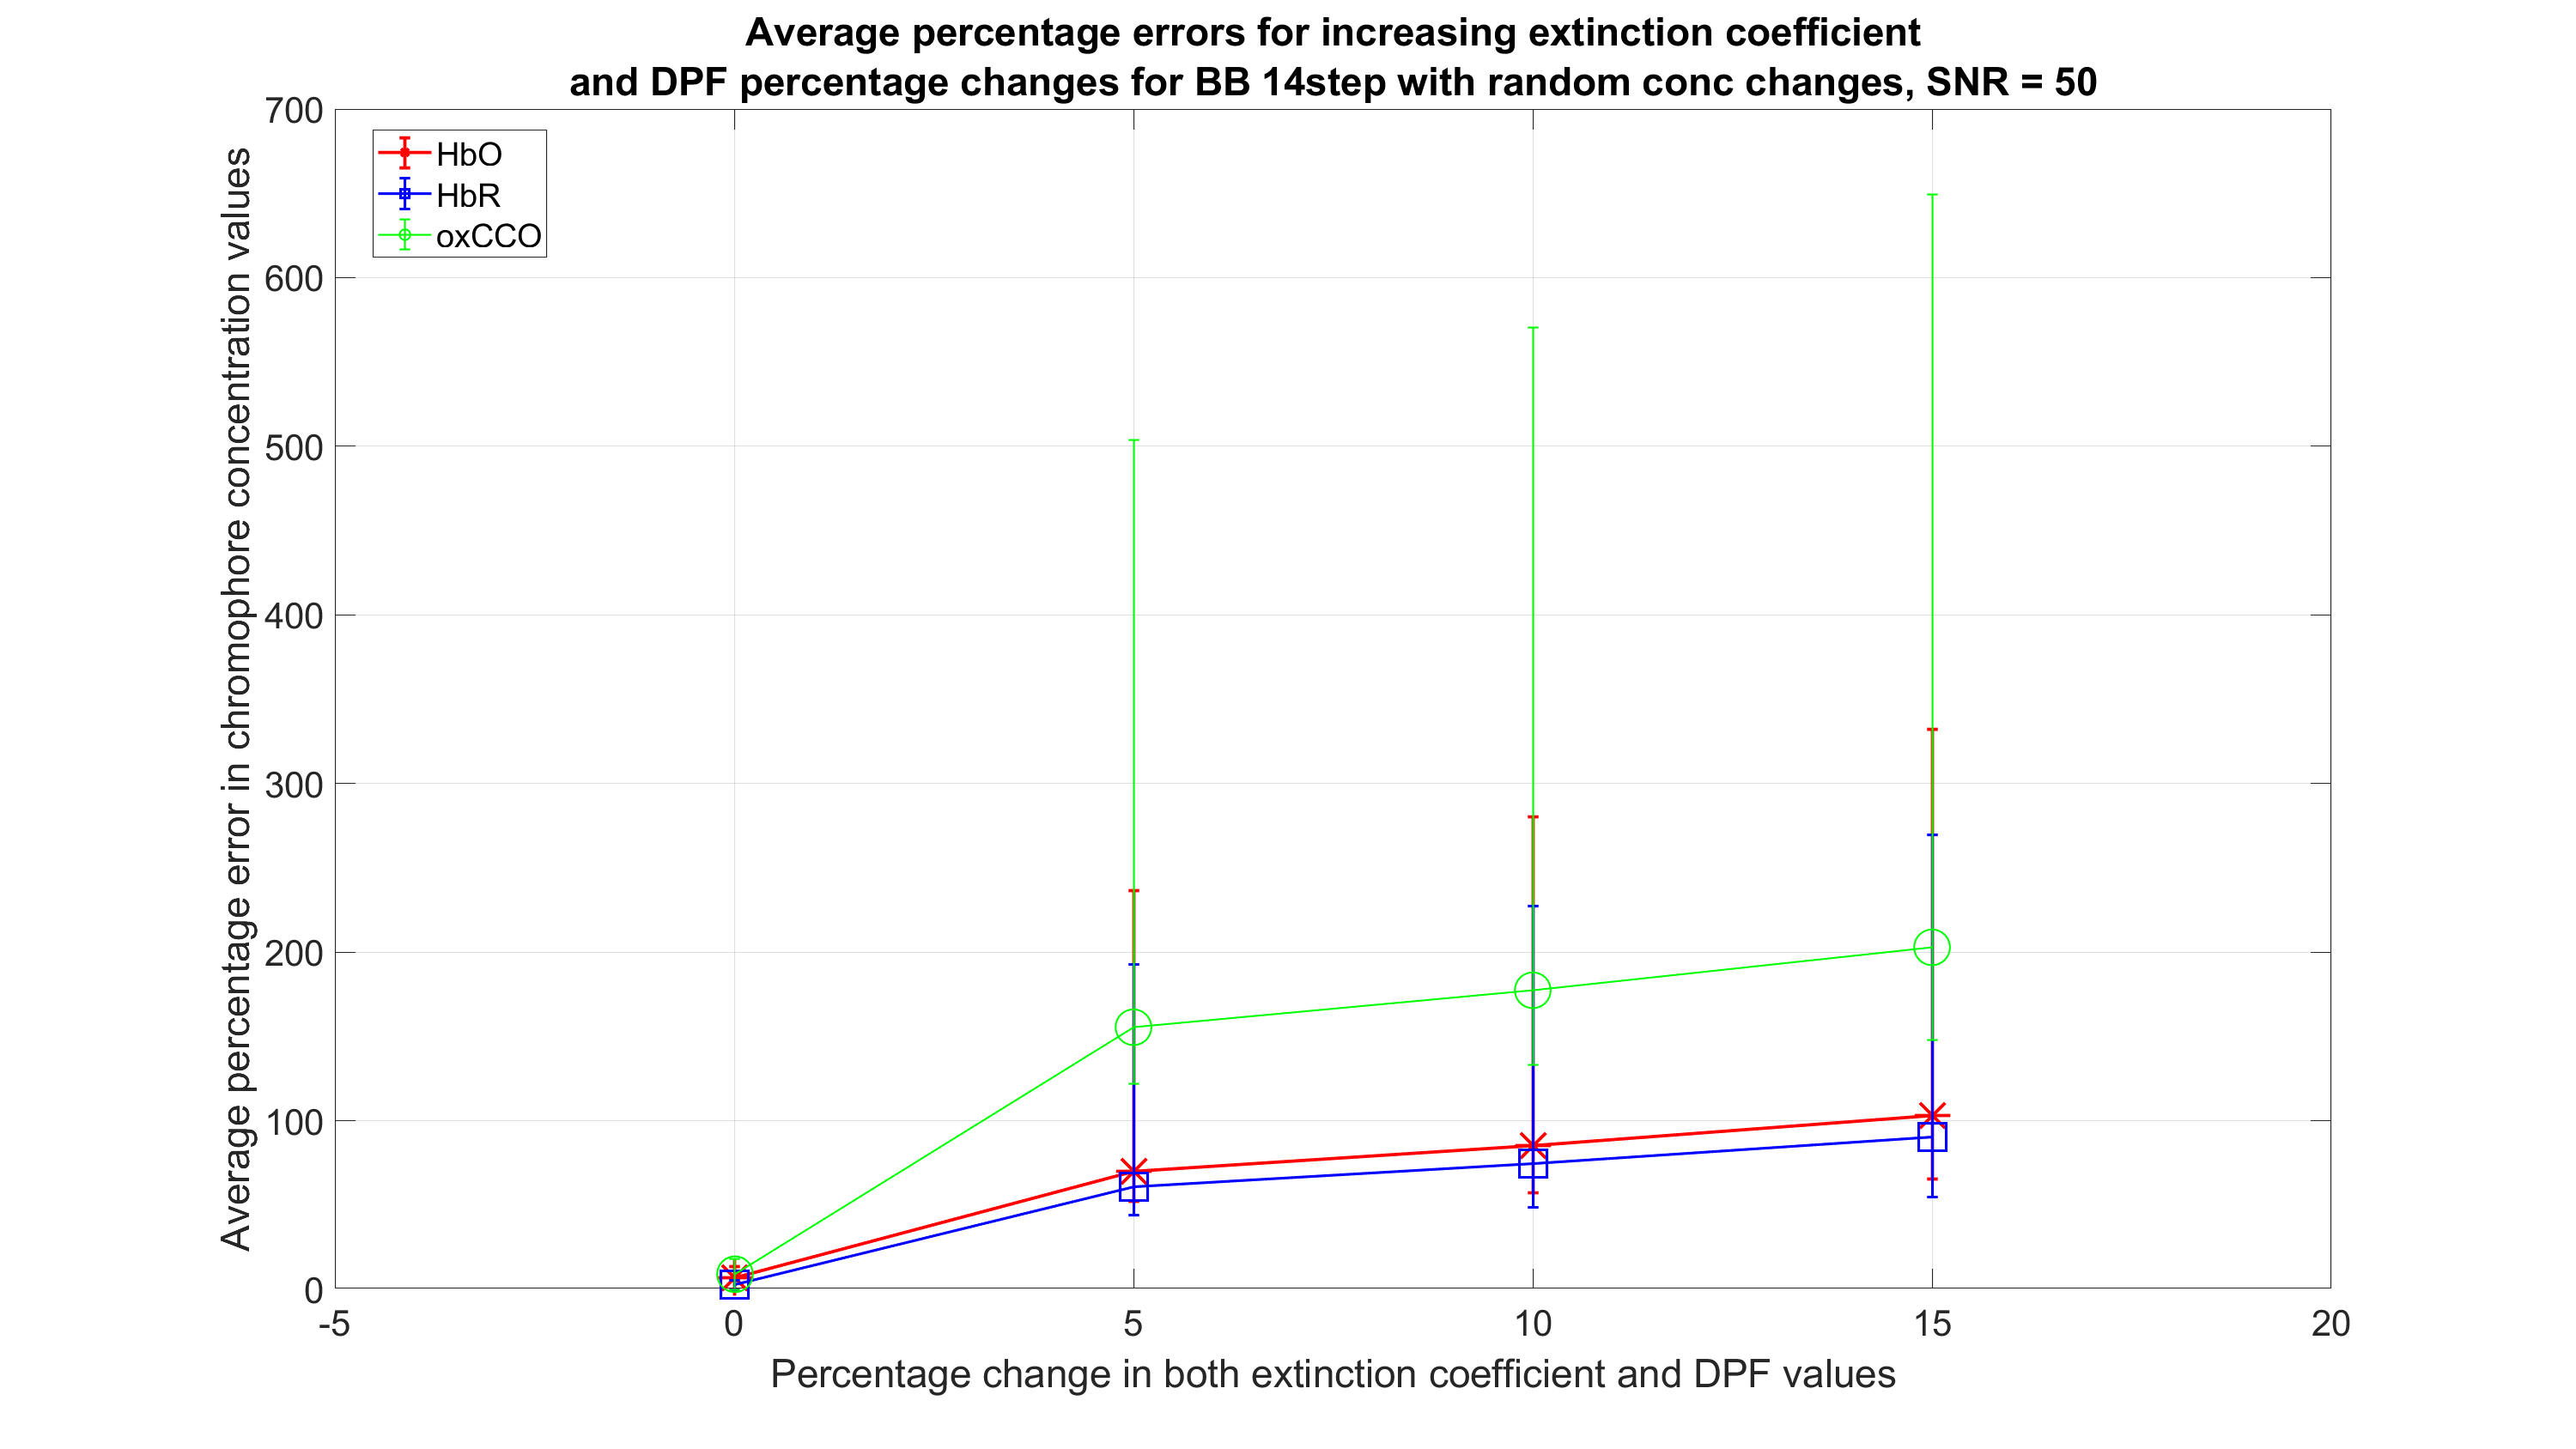 Average percentage errors for increasing extinction coefficient
and DPF percentage changes for BB 14step with random conc changes, SNR = 50
HbO
HbR
oxCCO
Average percentage error in chromophore concentration values
700
600
500
400
300
200
100
0
-5
0
5
10
15
20
Percentage change in both extinction coefficient and DPF values